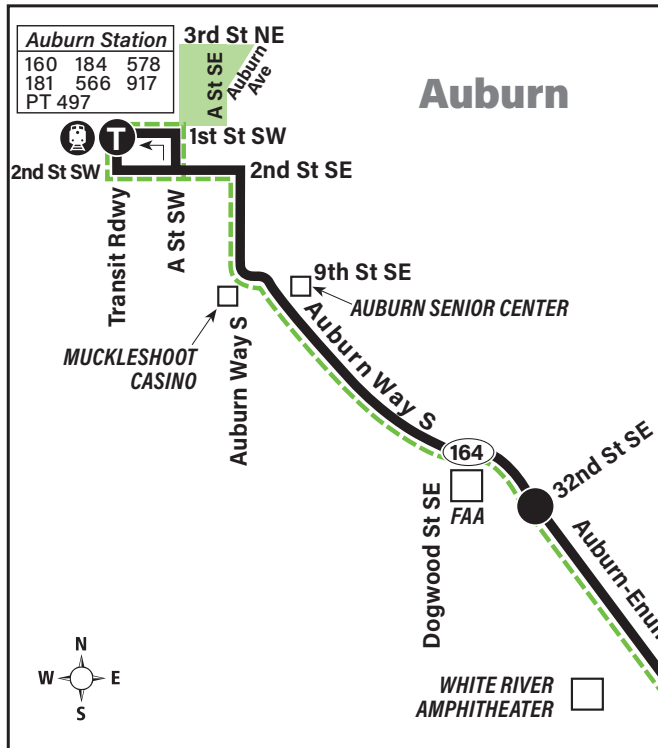 Auburn Station
160 184 578
181 566 917
PT 497
3rd St NE
A St SE
Auburn
Ave
Auburn
T
1st St SW
2nd St SW
2nd St SE
Transit Rdwy
A St SW
9th St SE
AUBURN SENIOR CENTER
MUCKLESHOOT
CASINO
Auburn Way S
Auburn Way S
164
32nd St SE
FAA
Dogwood St SE
Auburn-Enum
N
W E
S
WHITE RIVER
AMPHITHEATER